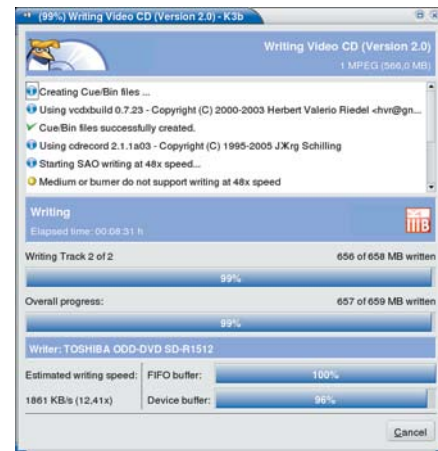 (99%) Writing Video CD (Version 2.0) - K3b
Writing Video CD (Version 2.0)
1 MPEG (566,0 MB)
Creating Cue/Bin files ...
Using vcdxbuild 0.7.23 - Copyright (C) 2000-2003 Herbert Valerio Riedel <hvr@gn...
Cue/Bin files successfully created.
Using cdrecord 2.1.1a03 - Copyright (C) 1995-2005 JЖrg Schilling
Starting SAO writing at 48x speed...
Medium or burner do not support writing at 48x speed
Writing
Elapsed time: 00:08:31 h
Writing Track 2 of 2 656 of 658 MB written
99%
Overall progress: 657 of 659 MB written
99%
Writer: TOSHIBA ODD-DVD SD-R1512
Estimated writing speed: FIFO buffer: 100%
1861 KB/s (12,41x) Device buffer: 96%
Cancel